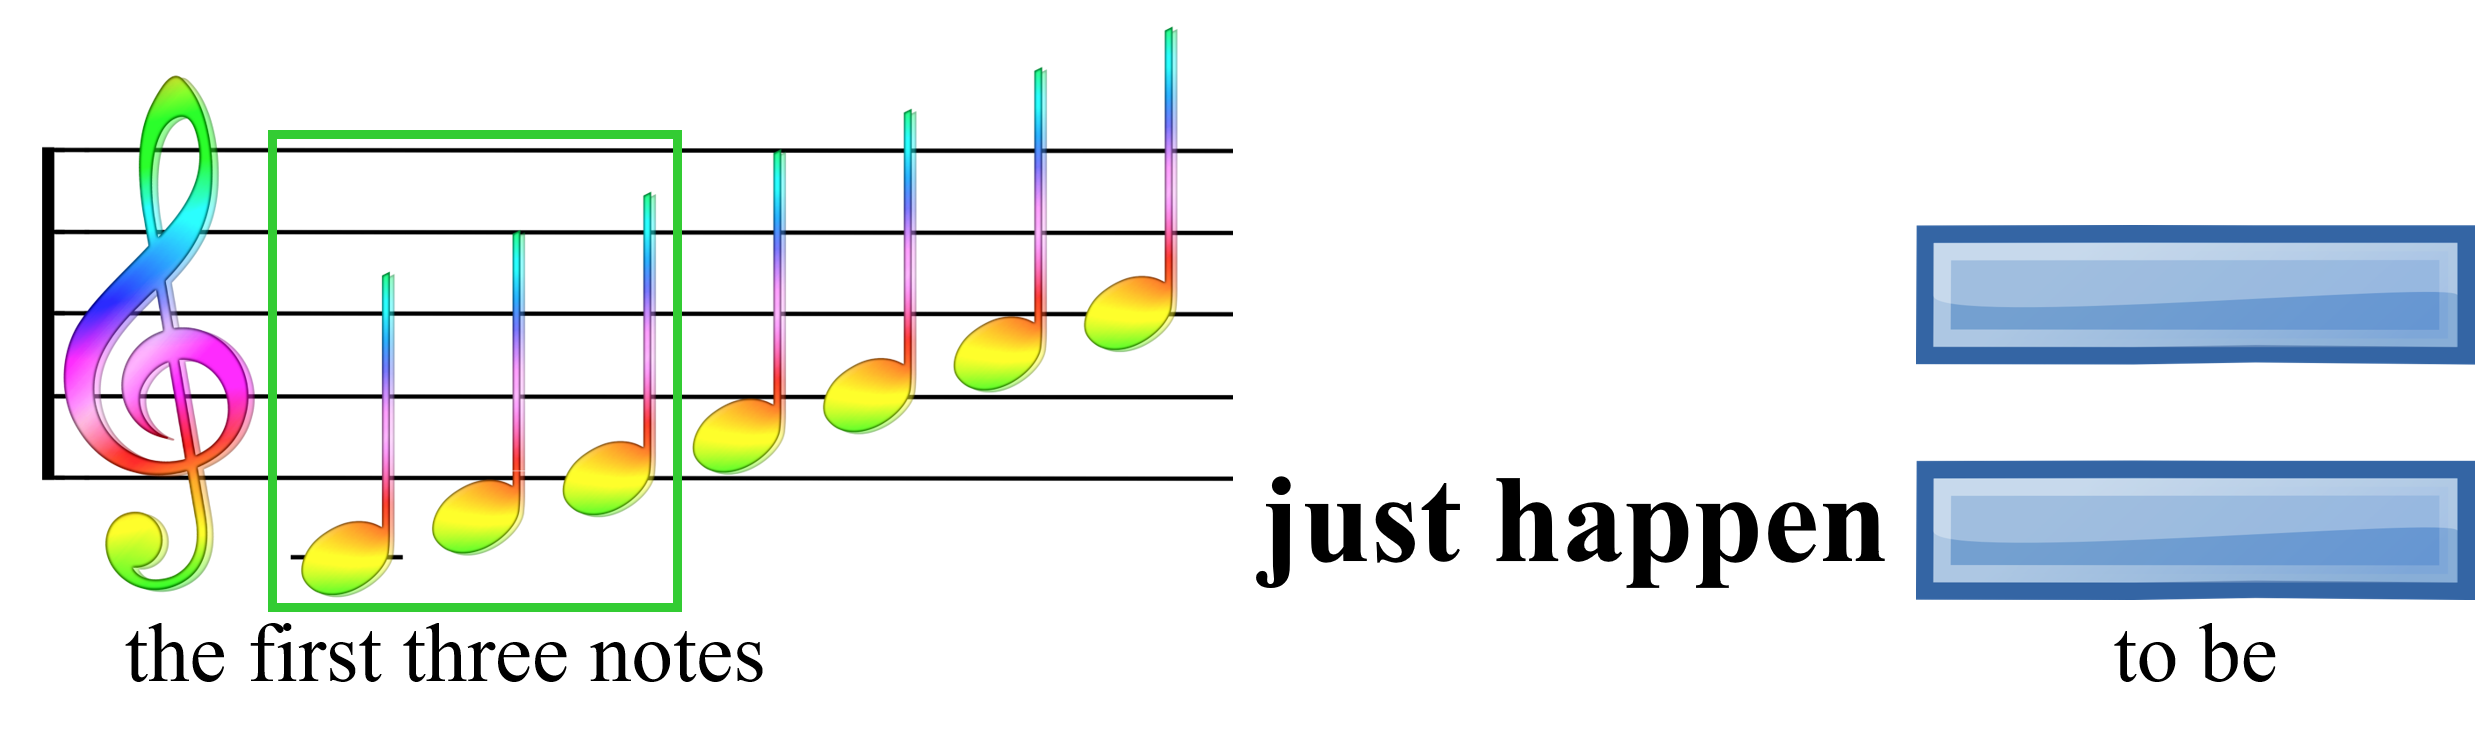 just happen
the first three notes
to be